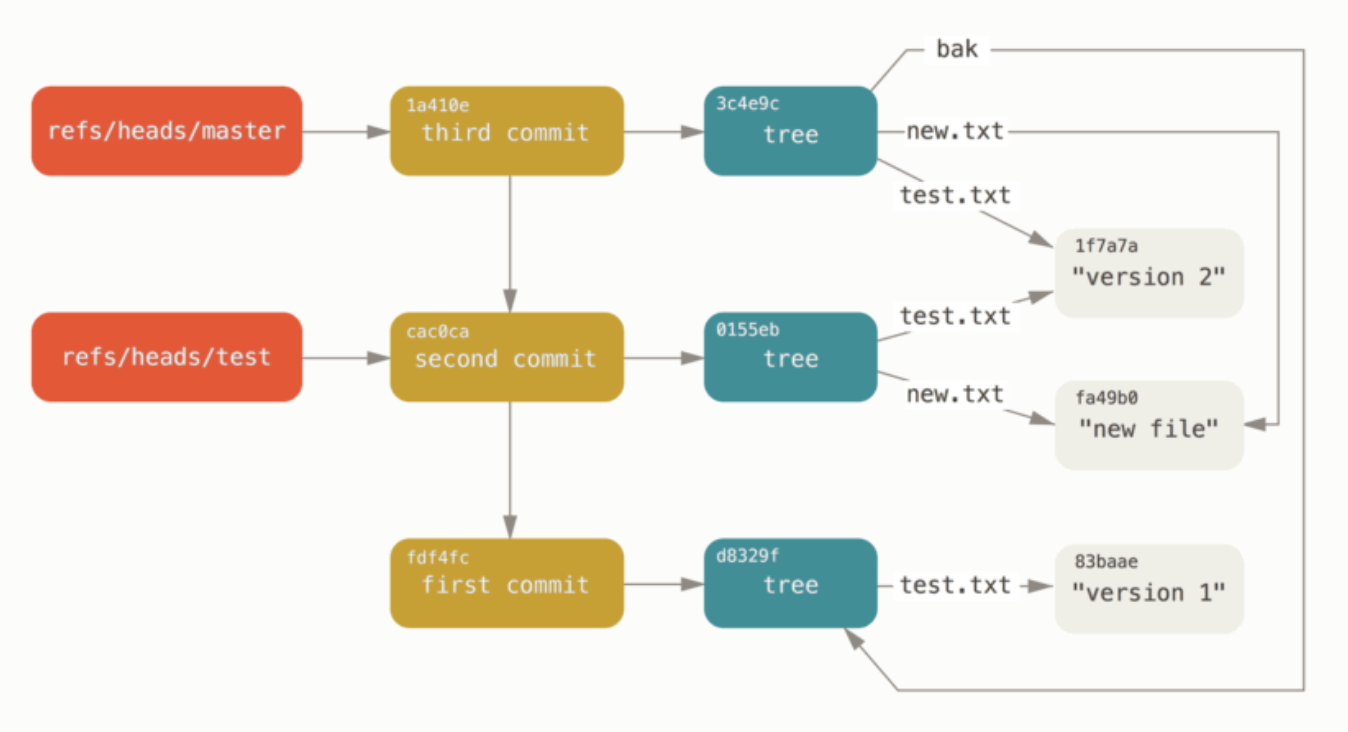 bak
refs/heads/master
1a410e
third commit
3c4e9c
tree
new.txt
test.txt
1f7a7a
"version 2"
refs/heads/test
cac0ca
second commit
0155eb
tree
test.txt
new.txt
fa49b0
"new file"
fdf4fc
first commit
d8329f
tree
test.txt
83baae
"version 1"